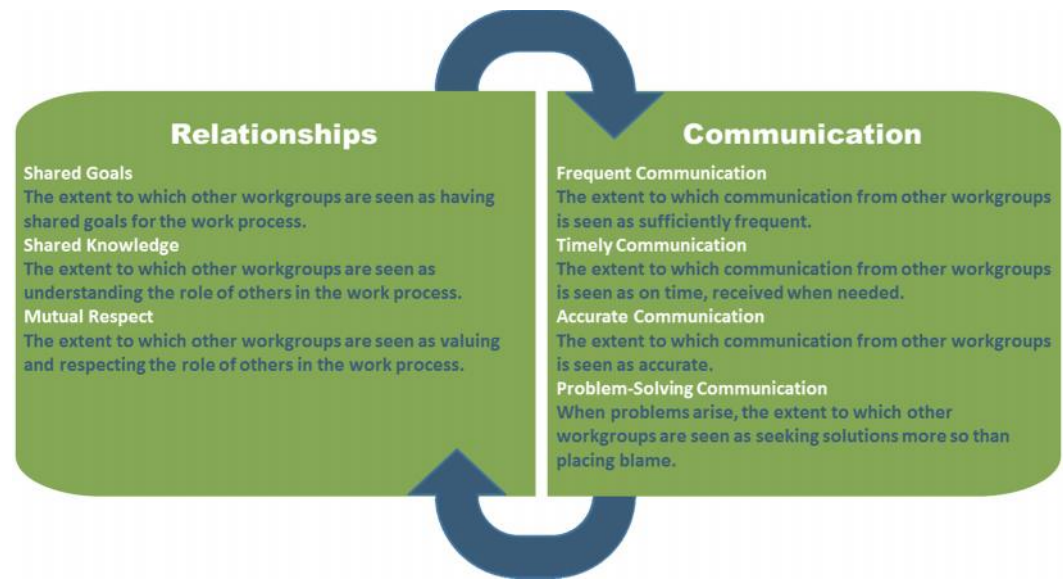 Relationships
Shared Goals
The extent to which other workgroups are seen as having
shared goals for the work process.
Shared Knowledge
The extent to which other workgroups are seen as
understanding the role of others in the work process.
Mutual Respect
The extent to which other workgroups are seen as valuing
and respecting the role of others in the work process.
Communication
Frequent Communication
The extent to which communication from other workgroups
is seen as sufficiently frequent.
Timely Communication
The extent to which communication from other workgroups
is seen as on time, received when needed.
Accurate Communication
The extent to which communication from other workgroups
is seen as accurate.
Problem-Solving Communication
When problems arise, the extent to which other
workgroups are seen as seeking solutions more so than
placing blame.